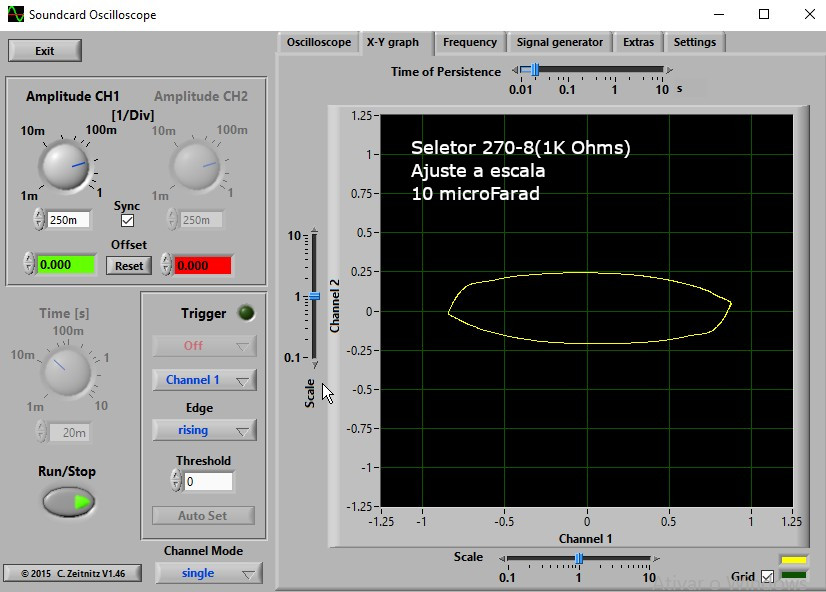 Soundcard Oscilloscope
Exit
Oscilloscope X-Y graph Frequency Signal generator Extras Settings
Time of Persistence
0.01 0.1 1 10 s
Amplitude CH1 Amplitude CH2
[1/Div]
10m 100m 10m 100m
1m 1 1m 1
250m Sync 250m
Offset
0.000 Reset 0.000
Time [s]
100m
10m 1
1m 10
20m
Run/Stop
Trigger
Off
Channel 1
Edge
rising
Threshold
0
Auto Set
Channel Mode
single
© 2015 C. Zeitnitz V1.46
10
1
0.1
Scale
Channel 2
1.25
1
0.75
0.5
0.25
0
-0.25
-0.5
-0.75
-1
-1.25
Seletor 270-8(1K Ohms)
Ajuste a escala
10 microFarad
-1.25 -1 -0.5 0 0.5 1 1.25
Channel 1
Scale
0.1 1 10
Grid
Ativar o Windows